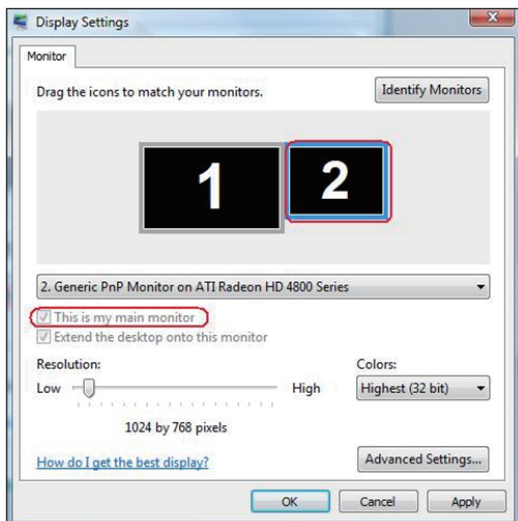 Display Settings
Monitor
Drag the icons to match your monitors.
Identify Monitors
1
2
2. Generic PnP Monitor on ATI Radeon HD 4800 Series
This is my main monitor
Extend the desktop onto this monitor
Resolution:
Colors:
Low
High
Highest (32 bit)
1024 by 768 pixels
How do I get the best display?
Advanced Settings...
OK
Cancel
Apply